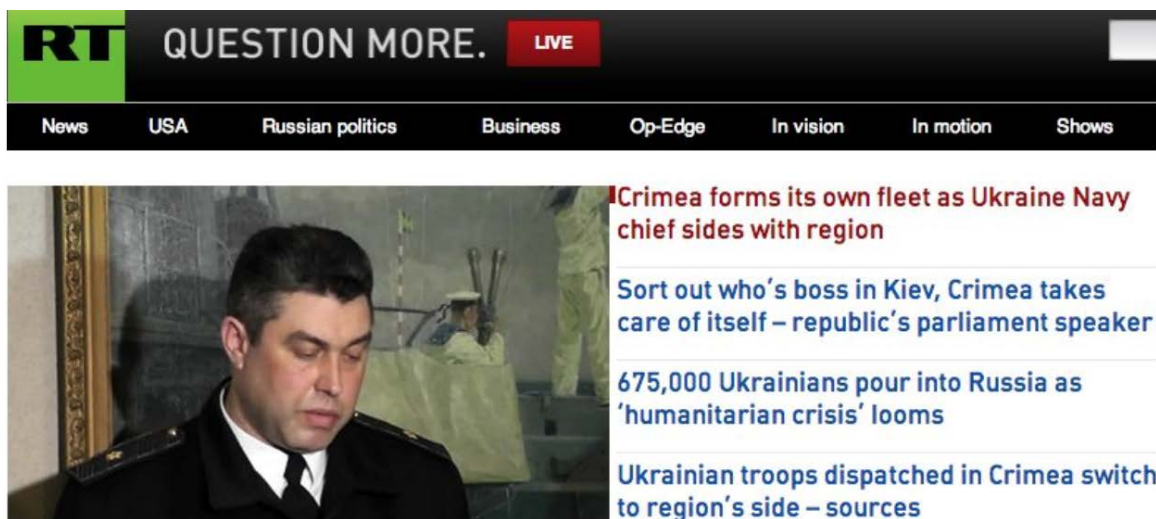 RT QUESTION MORE. LIVE
News USA Russian politics Business Op-Edge In vision In motion Shows
Crimea forms its own fleet as Ukraine Navy
chief sides with region
Sort out who's boss in Kiev, Crimea takes
care of itself – republic's parliament speaker
675,000 Ukrainians pour into Russia as
'humanitarian crisis' looms
Ukrainian troops dispatched in Crimea switch
to region's side – sources